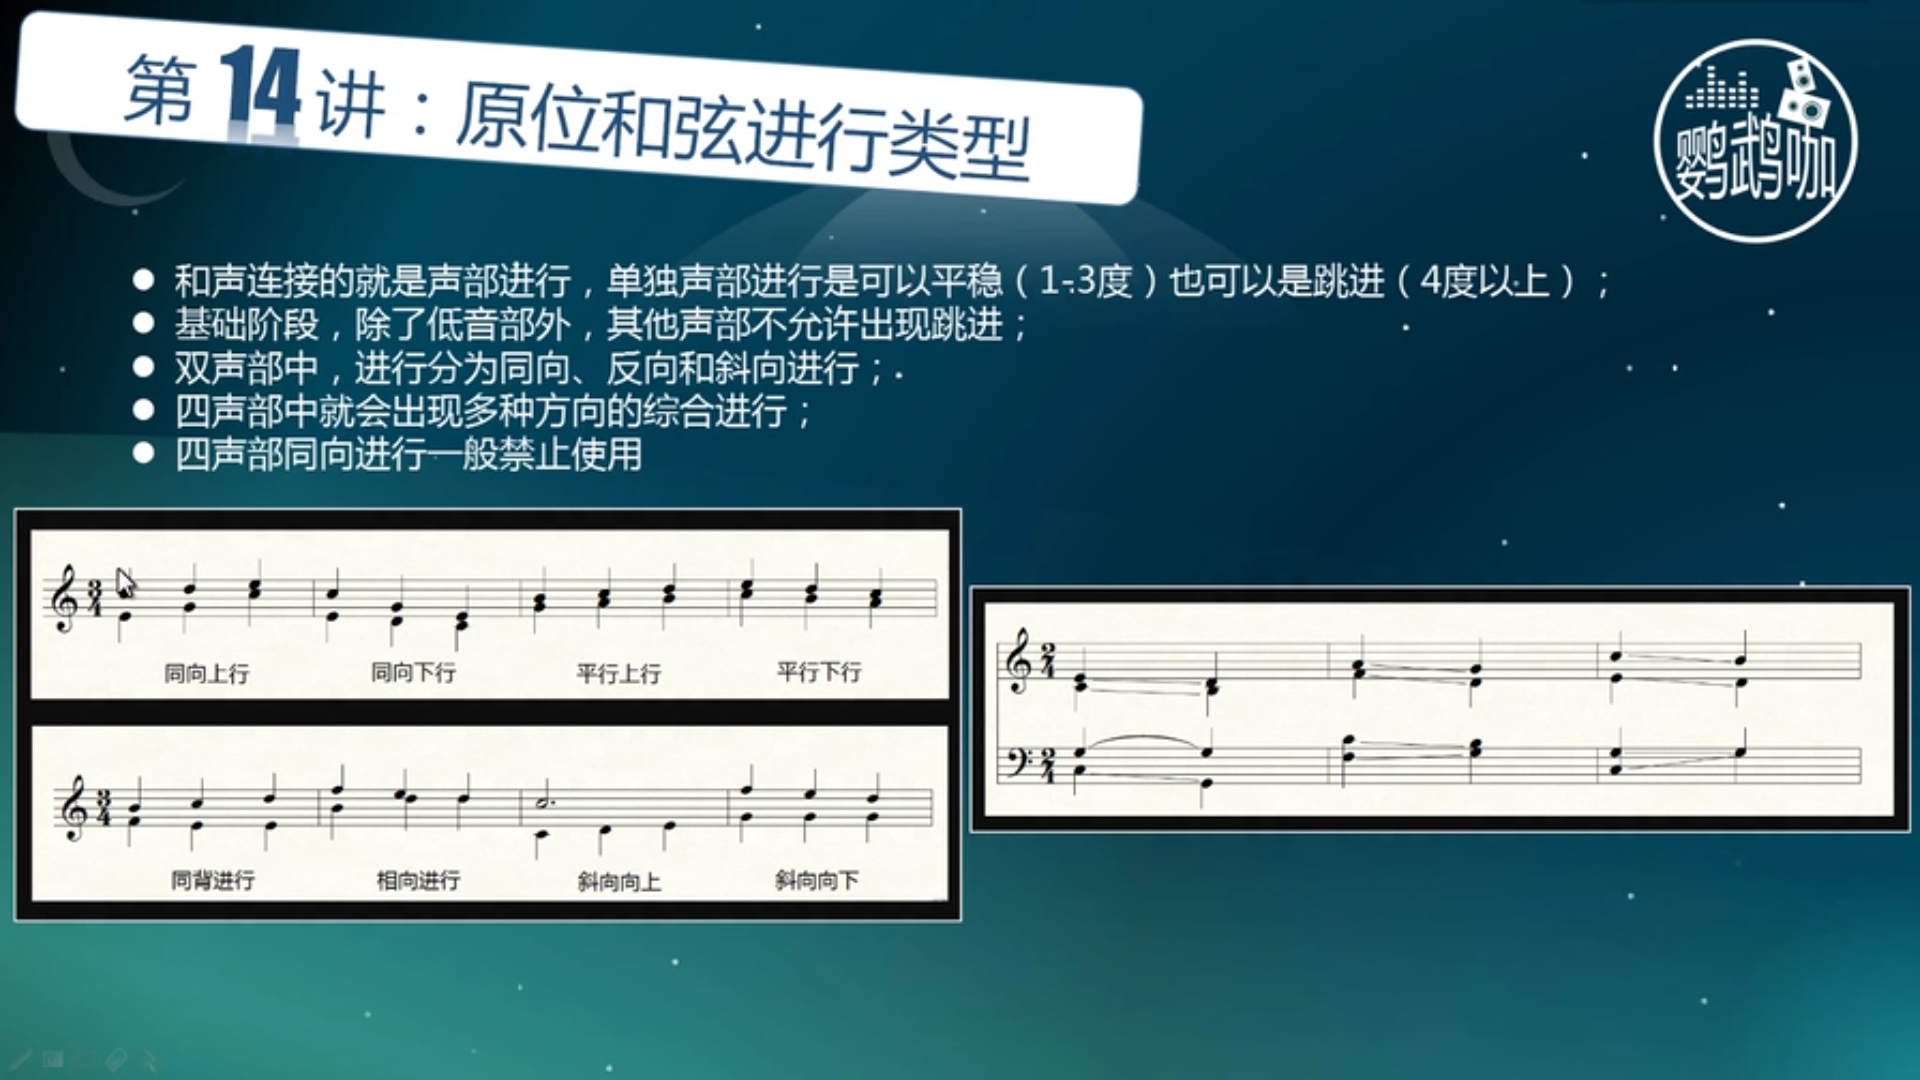 第14讲：原位和弦进行类型
鹦鹉咖
和声连接的就是声部进行，单独声部进行是可以平稳（1-3度）也可以是跳进（4度以上）；
基础阶段，除了低音部外，其他声部不允许出现跳进；
双声部中，进行分为同向、反向和斜向进行；
四声部中就会出现多种方向的综合进行；
四声部同向进行一般禁止使用
3
4
同向上行 同向下行 平行上行 平行下行
3
4
同背进行 相向进行 斜向向上 斜向向下
2
4
2
4